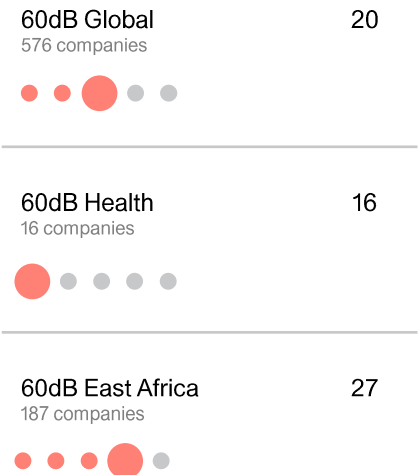 60dB Global 20
576 companies
60dB Health 16
16 companies
60dB East Africa 27
187 companies